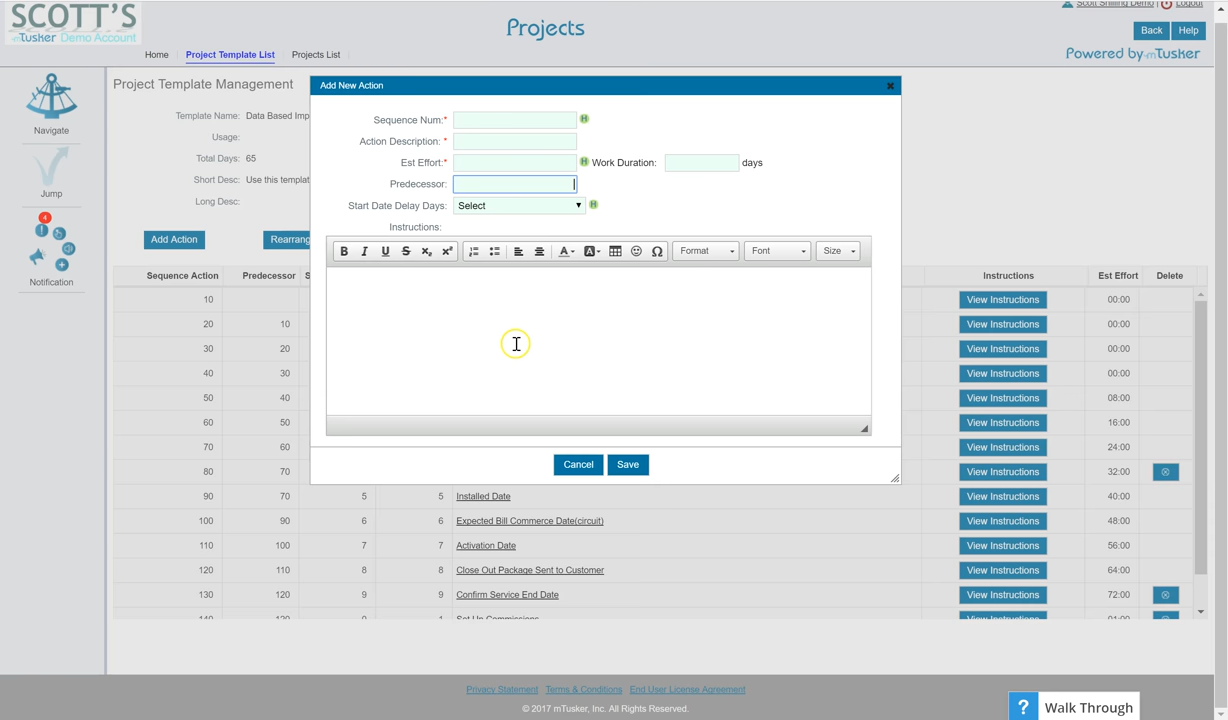 SCOTT'S
mTusker Demo Account
Projects
Scott Shilling Demo | Logout
Back Help
Home Project Template List Projects List
Powered by mTusker
Navigate
Jump
4
Notification
Project Template Management
Template Name: Data Based Imp
Usage:
Total Days: 65
Short Desc: Use this templat
Long Desc:
Add Action Rearrang
Add New Action
Sequence Num:* H
Action Description: *
Est Effort:* H Work Duration: days
Predecessor:
Start Date Delay Days: Select H
Instructions:
B I U S X₂ X² A A Ω Format Font Size
Cancel Save
Sequence Action Predecessor S Instructions Est Effort Delete
10 View Instructions 00:00
20 10 View Instructions 00:00
30 20 View Instructions 00:00
40 30 View Instructions 00:00
50 40 View Instructions 08:00
60 50 View Instructions 16:00
70 60 View Instructions 24:00
80 70 View Instructions 32:00
90 70 5 5 Installed Date View Instructions 40:00
100 90 6 6 Expected Bill Commerce Date(circuit) View Instructions 48:00
110 100 7 7 Activation Date View Instructions 56:00
120 110 8 8 Close Out Package Sent to Customer View Instructions 64:00
130 120 9 9 Confirm Service End Date View Instructions 72:00
Privacy Statement Terms & Conditions End User License Agreement
© 2017 mTusker, Inc. All Rights Reserved.
? Walk Through